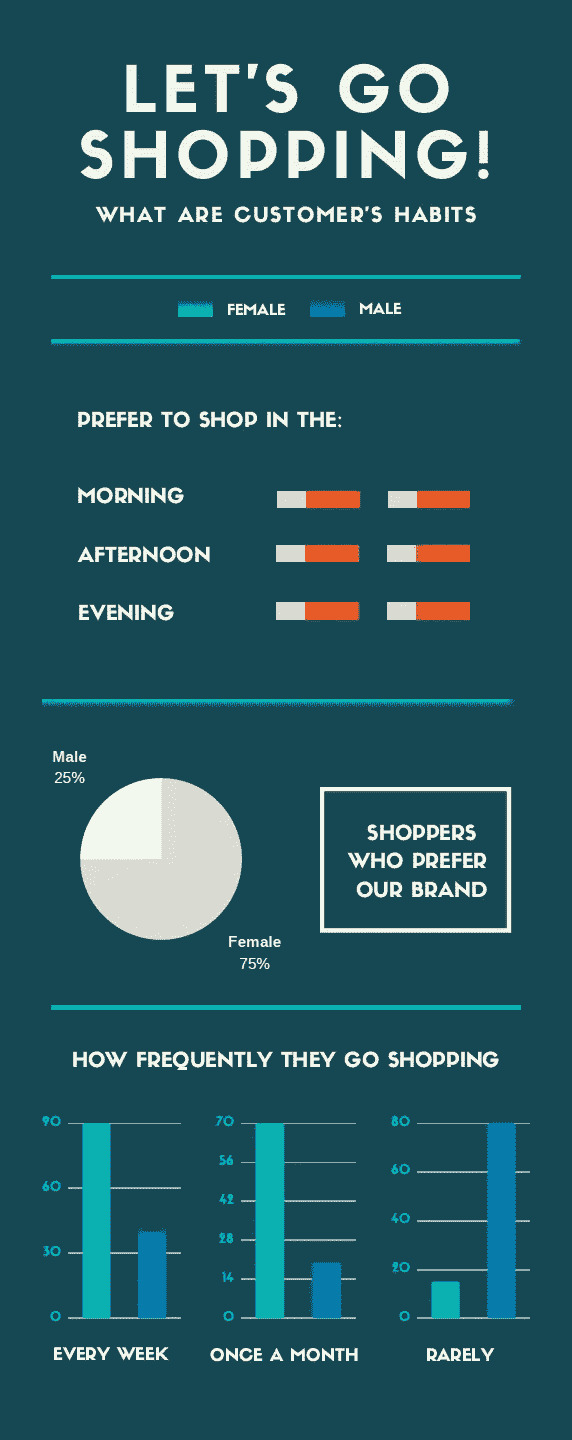 LET'S GO
SHOPPING!
WHAT ARE CUSTOMER'S HABITS
FEMALE MALE
PREFER TO SHOP IN THE:
MORNING
AFTERNOON
EVENING
Male
25%
SHOPPERS
WHO PREFER
OUR BRAND
Female
75%
HOW FREQUENTLY THEY GO SHOPPING
90
60
30
0
EVERY WEEK
70
56
42
28
14
0
ONCE A MONTH
80
60
40
20
0
RARELY